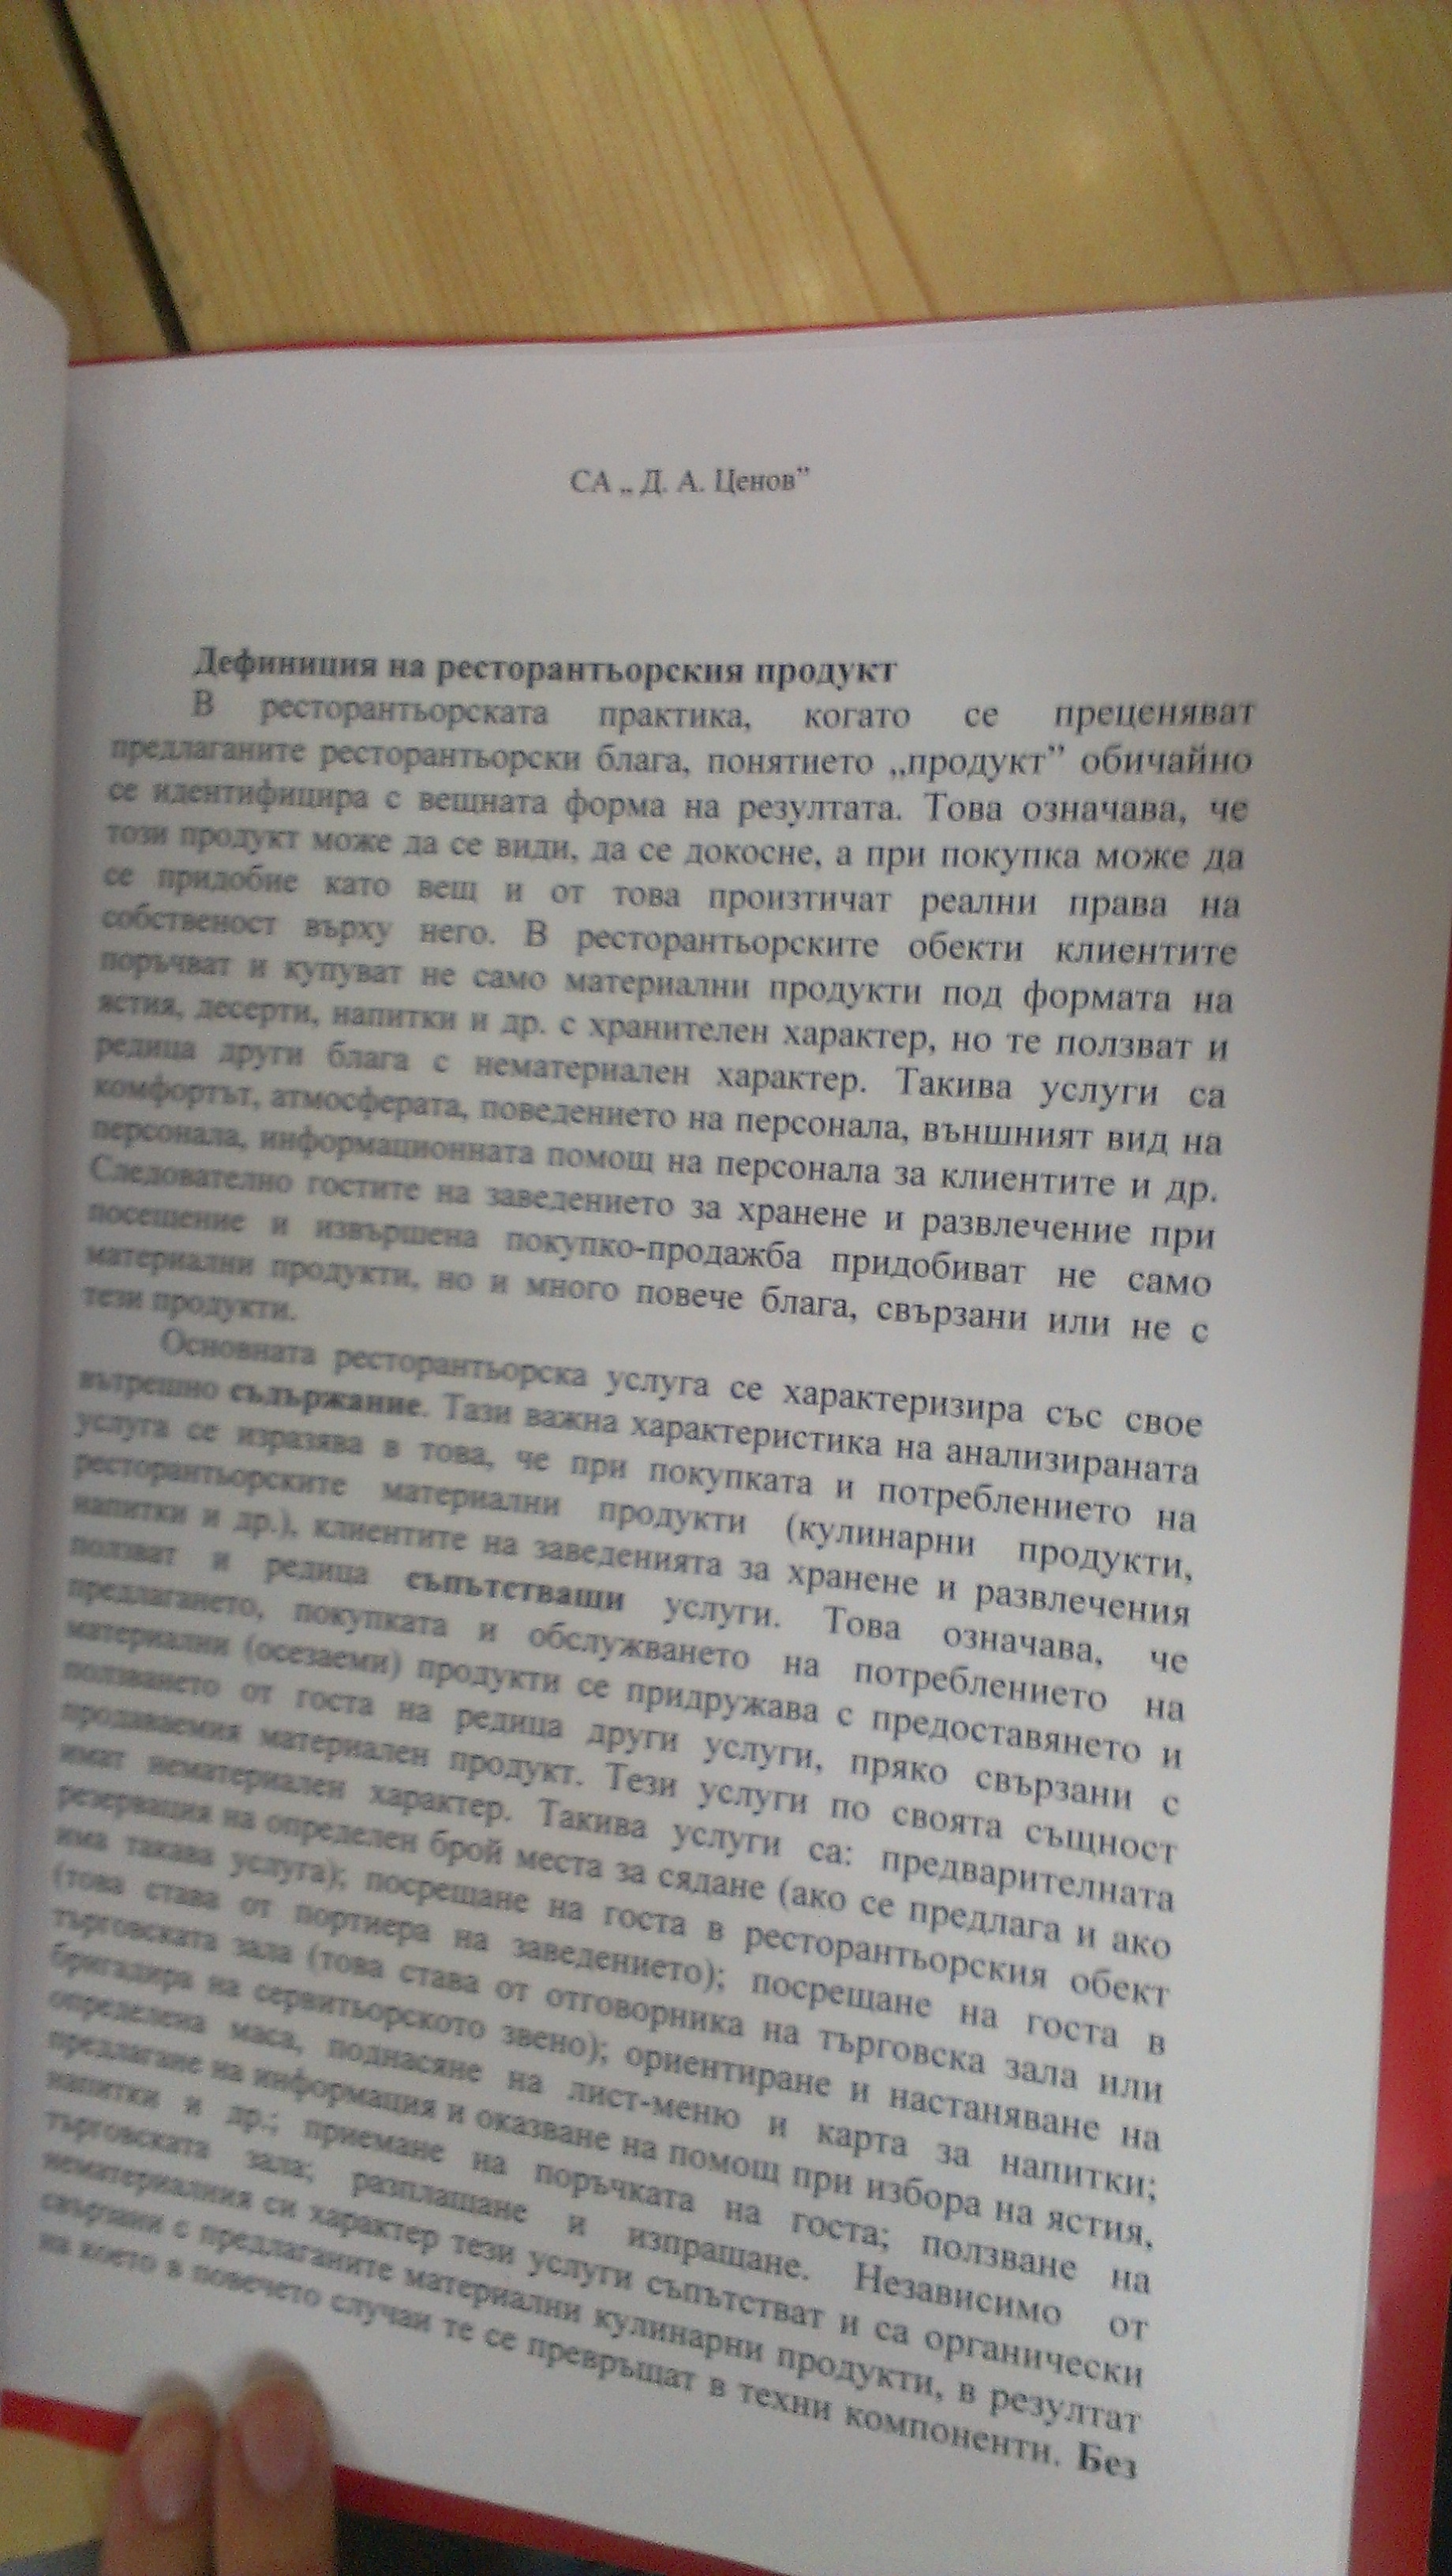 СА „ Д. А. Ценов”
Дефиниция на ресторантьорския продукт
В ресторантьорската практика, когато се преценяват
предлаганите ресторантьорски блага, понятието „продукт” обичайно
се идентифицира с вещната форма на резултата. Това означава, че
този продукт може да се види, да се докосне, а при покупка може да
се придобие като вещ и от това произтичат реални права на
собственост върху него. В ресторантьорските обекти клиентите
поръчват и купуват не само материални продукти под формата на
ястия, десерти, напитки и др. с хранителен характер, но те ползват и
редица други блага с нематериален характер. Такива услуги са
комфортът, атмосферата, поведението на персонала, външният вид на
персонала, информационната помощ на персонала за клиентите и др.
Следователно гостите на заведението за хранене и развлечение при
посещение и извършена покупко-продажба придобиват не само
материални продукти, но и много повече блага, свързани или не с
тези продукти.
Основната ресторантьорска услуга се характеризира със свое
вътрешно съдържание. Тази важна характеристика на анализираната
услуга се изразява в това, че при покупката и потреблението на
ресторантьорските материални продукти (кулинарни продукти,
напитки и др.), клиентите на заведенията за хранене и развлечения
ползват и редица съпътстващи услуги. Това означава, че
предлагането, покупката и обслужването на потреблението на
материални (осезаеми) продукти се придружава с предоставянето и
ползването от госта на редица други услуги, пряко свързани с
продаваемия материален продукт. Тези услуги по своята същност
имат нематериален характер. Такива услуги са: предварителната
резервация на определен брой места за сядане (ако се предлага и ако
има такава услуга); посрещане на госта в ресторантьорския обект
(това става от портиера на заведението); посрещане на госта в
търговската зала (това става от отговорника на търговска зала или
бригадира на сервитьорското звено); ориентиране и настаняване на
определена маса, поднасяне на лист-меню и карта за напитки;
предлагане на информация и оказване на помощ при избора на ястия,
напитки и др.; приемане на поръчката на госта; ползване на
търговската зала; разплащане и изпращане. Независимо от
нематериалния си характер тези услуги съпътстват и са органически
свързани с предлаганите материални кулинарни продукти, в резултат
на което в повечето случаи те се превръщат в техни компоненти. Без